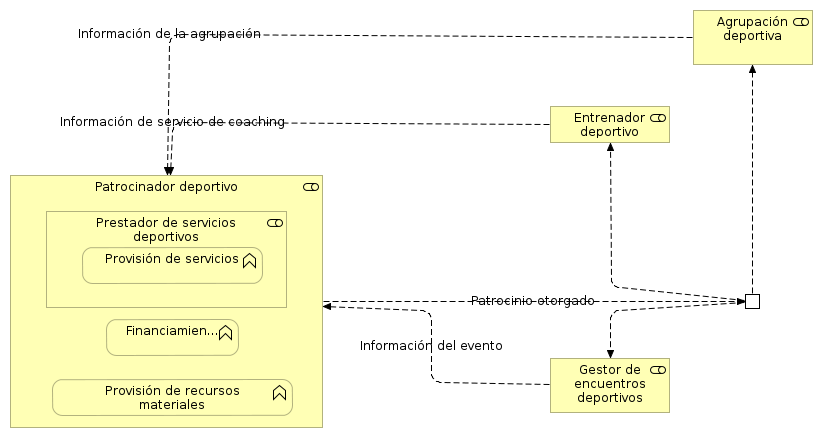 Agrupación
deportiva
Información de la agrupación
Entrenador
deportivo
Información de servicio de coaching
Patrocinador deportivo
Prestador de servicios
deportivos
Provisión de servicios
Patrocinio otorgado
Financiamien...
Información del evento
Gestor de
encuentros
deportivos
Provisión de recursos
materiales